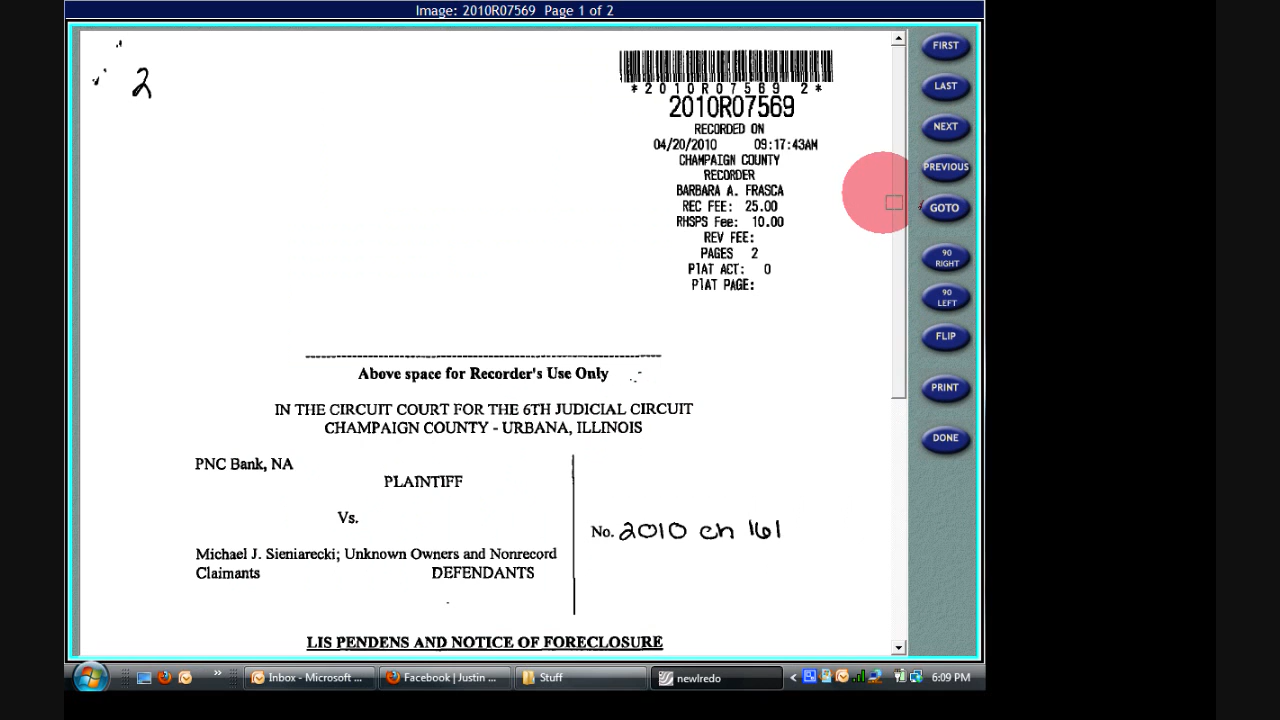 Image: 2010R07569 Page 1 of 2
2
*2010R07569 2*
2010R07569
RECORDED ON
04/20/2010 09:17:43AM
CHAMPAIGN COUNTY
RECORDER
BARBARA A. FRASCA
REC FEE: 25.00
RHSPS Fee: 10.00
REV FEE:
PAGES 2
PlAT ACT: 0
PlAT PAGE:
Above space for Recorder's Use Only
IN THE CIRCUIT COURT FOR THE 6TH JUDICIAL CIRCUIT
CHAMPAIGN COUNTY - URBANA, ILLINOIS
PNC Bank, NA
PLAINTIFF
Vs.
No. 2010 ch 161
Michael J. Sieniarecki; Unknown Owners and Nonrecord
Claimants DEFENDANTS
LIS PENDENS AND NOTICE OF FORECLOSURE
FIRST
LAST
NEXT
PREVIOUS
GOTO
90
RIGHT
90
LEFT
FLIP
PRINT
DONE
Inbox - Microsoft ...
Facebook | Justin ...
Stuff
newlredo
6:09 PM